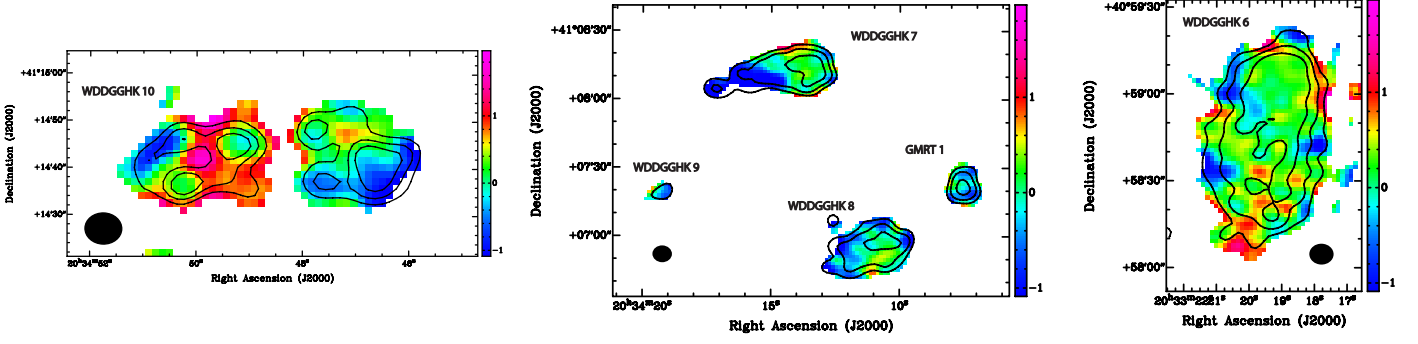 WDDGGHK 10
Declination (J2000)
+41°15'00"
+14'50"
+14'40"
+14'30"
20ʰ34ᵐ52ˢ 50ˢ 48ˢ 46ˢ
Right Ascension (J2000)
1
0
−1
WDDGGHK 7
GMRT 1
WDDGGHK 9
WDDGGHK 8
Declination (J2000)
+41°08'30"
+08'00"
+07'30"
+07'00"
20ʰ34ᵐ20ˢ 15ˢ 10ˢ
Right Ascension (J2000)
1
0
−1
WDDGGHK 6
Declination (J2000)
+40°59'30"
+59'00"
+58'30"
+58'00"
20ʰ33ᵐ22ˢ21ˢ 20ˢ 19ˢ 18ˢ 17ˢ
Right Ascension (J2000)
1
0
−1